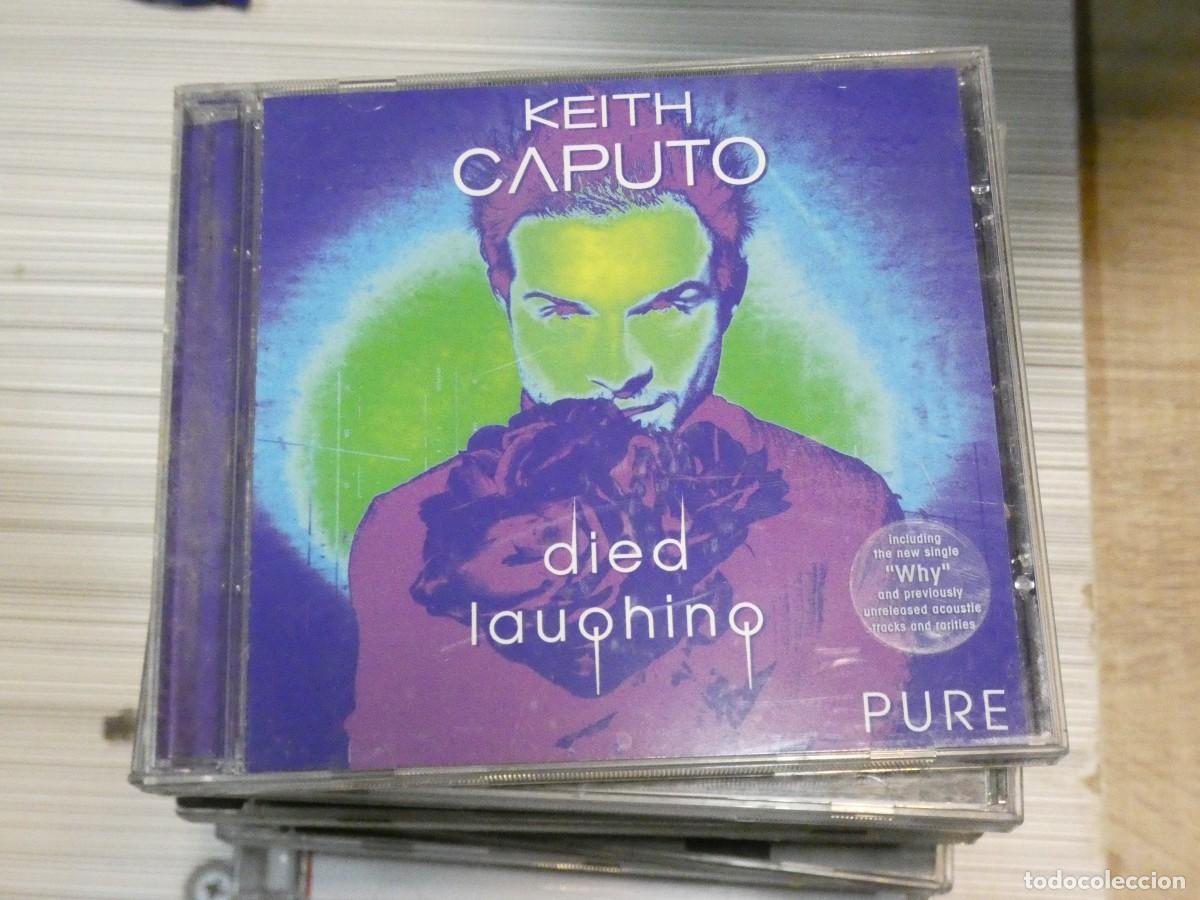 KEITH
CAPUTO
died
laughing
including
the new single
"Why"
and previously
unreleased acoustic
tracks and rarities
PURE
todocoleccion